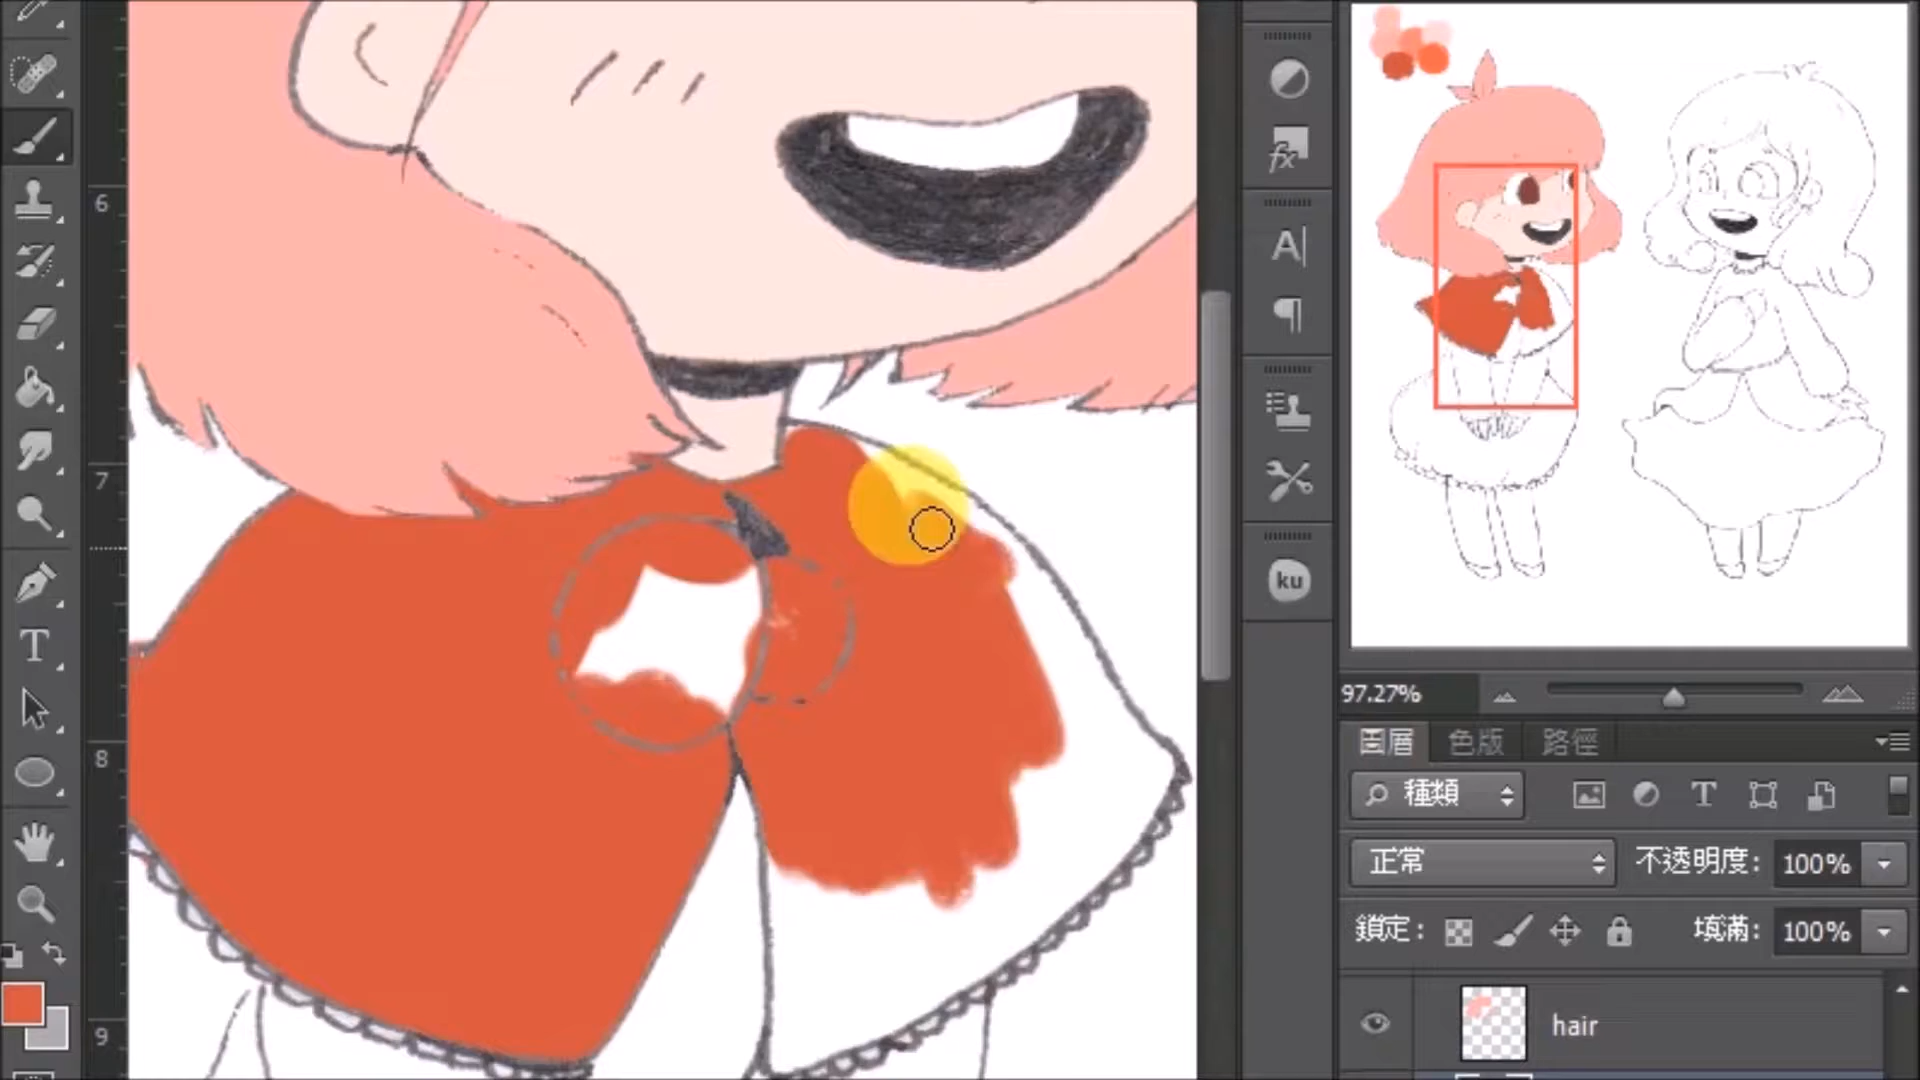 6
7
8
9
fx
A
ku
97.27%
圖層 色版 路徑
種類
正常 不透明度: 100%
鎖定: 填滿: 100%
hair
T